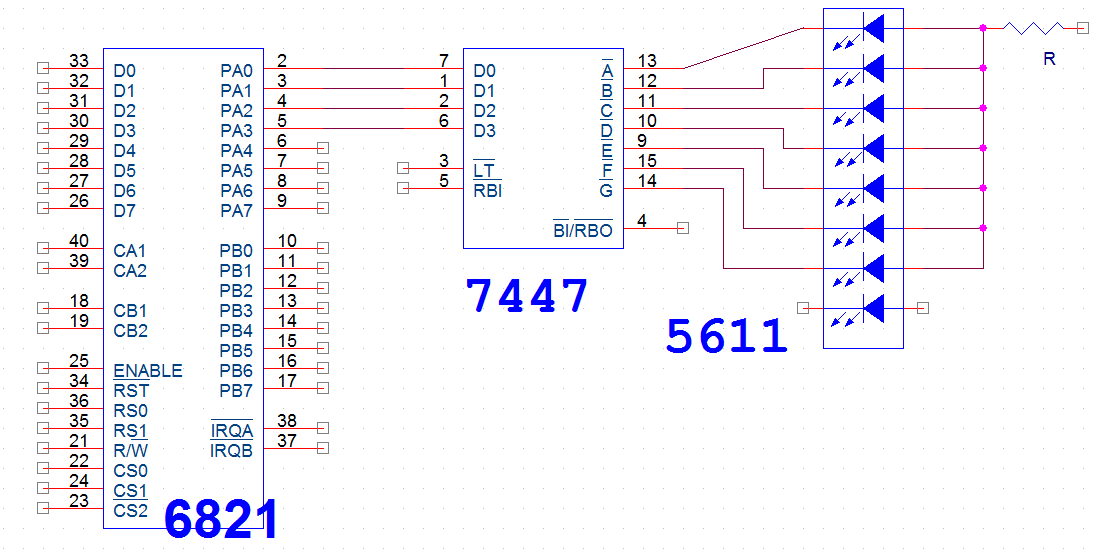 33 D0 PA0 2
32 D1 PA1 3
31 D2 PA2 4
30 D3 PA3 5
29 D4 PA4 6
28 D5 PA5 7
27 D6 PA6 8
26 D7 PA7 9
40 CA1 PB0 10
39 CA2 PB1 11
PB2 12
18 CB1 PB3 13
19 CB2 PB4 14
PB5 15
25 ENABLE PB6 16
34 RST PB7 17
36 RS0
35 RS1 IRQA 38
21 R/W IRQB 37
22 CS0
24 CS1
23 CS2
6821
7 D0 A 13
1 D1 B 12
2 D2 C 11
6 D3 D 10
E 9
3 LT F 15
5 RBI G 14
BI/RBO 4
7447
5611
R